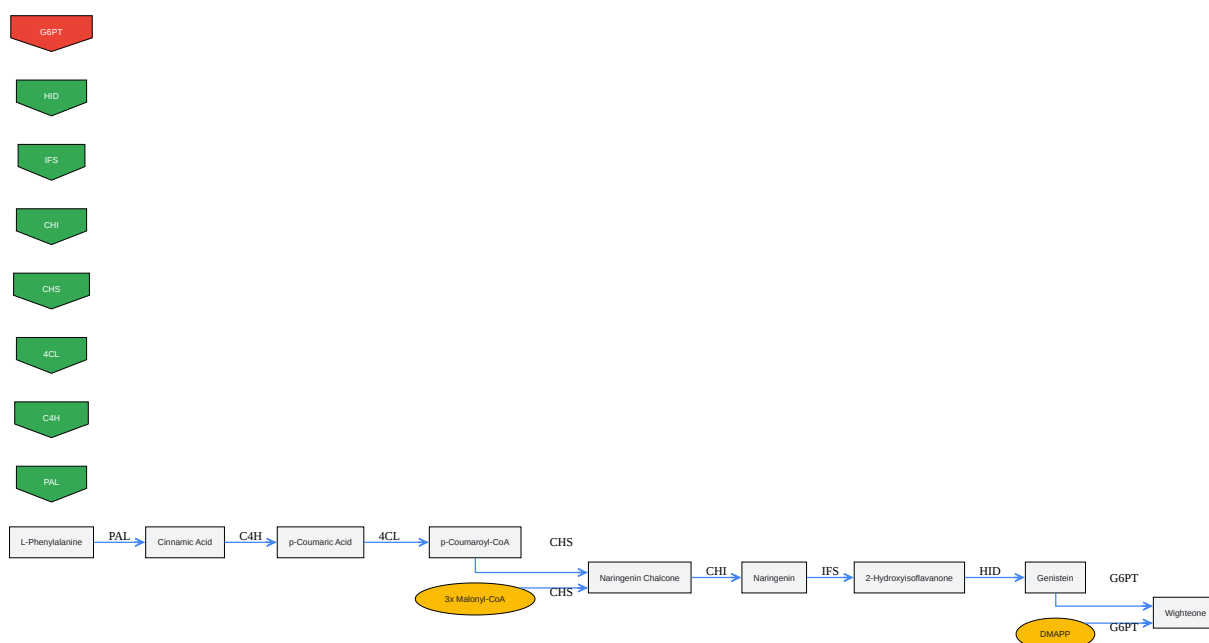 G6PT
HID
IFS
CHI
CHS
4CL
C4H
PAL
L-Phenylalanine
PAL
Cinnamic Acid
C4H
p-Coumaric Acid
4CL
p-Coumaroyl-CoA
CHS
3x Malonyl-CoA
CHS
Naringenin Chalcone
CHI
Naringenin
IFS
2-Hydroxyisoflavanone
HID
Genistein
G6PT
DMAPP
G6PT
Wighteone